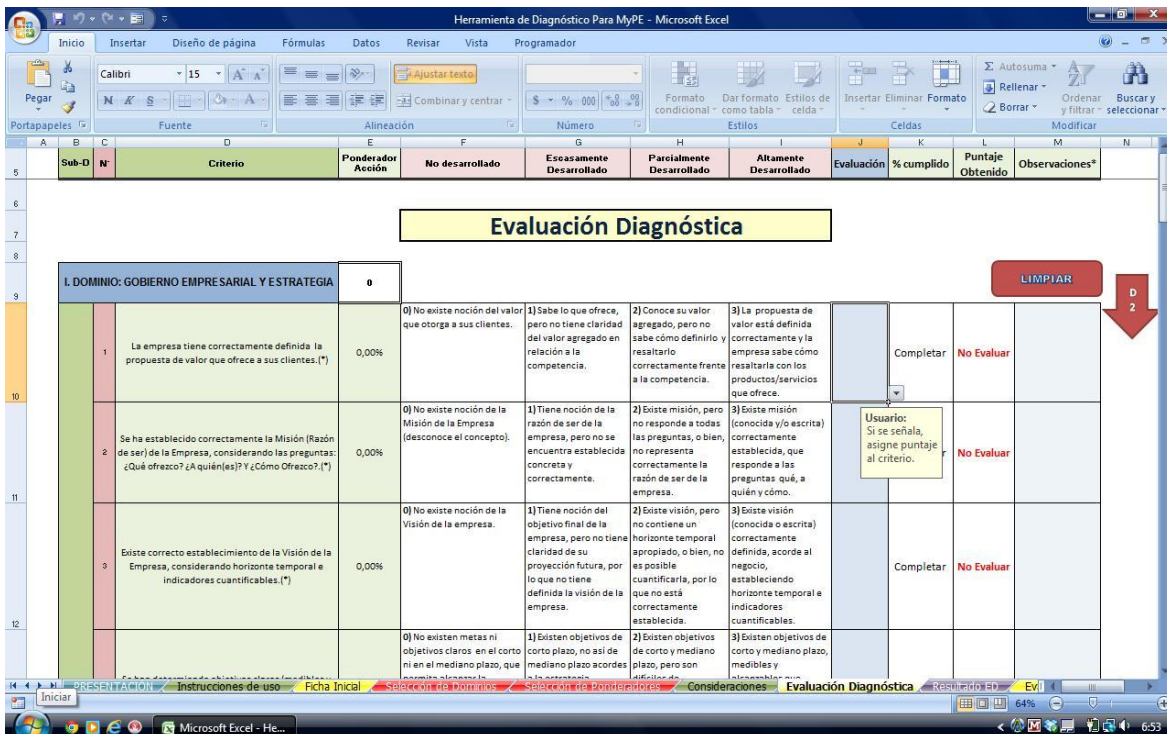 Herramienta de Diagnóstico Para MyPE - Microsoft Excel
Inicio Insertar Diseño de página Fórmulas Datos Revisar Vista Programador
Pegar
Calibri 15
N K S
Ajustar texto
Combinar y centrar
$ % 000
Formato condicional
Dar formato como tabla
Estilos de celda
Insertar Eliminar Formato
Σ Autosuma
Rellenar
Borrar
Ordenar y filtrar
Buscar y seleccionar
Portapapeles Fuente Alineación Número Estilos Celdas Modificar
A B C D E F G H I J K L M N
5
Sub-D N° Criterio
Ponderador
Acción
No desarrollado
Escasamente
Desarrollado
Parcialmente
Desarrollado
Altamente
Desarrollado
Evaluación % cumplido
Puntaje
Obtenido
Observaciones*
6
7
Evaluación Diagnóstica
8
9
I. DOMINIO: GOBIERNO EMPRESARIAL Y ESTRATEGIA 0
LIMPIAR
D
2
10
1
La empresa tiene correctamente definida la
propuesta de valor que ofrece a sus clientes.(*)
0,00%
0) No existe noción del valor
que otorga a sus clientes.
1) Sabe lo que ofrece,
pero no tiene claridad
del valor agregado en
relación a la
competencia.
2) Conoce su valor
agregado, pero no
sabe cómo definirlo y
resaltarlo
correctamente frente
a la competencia.
3) La propuesta de
valor está definida
correctamente y la
empresa sabe cómo
resaltarla con los
productos/servicios
que ofrece.
Completar No Evaluar
11
2
Se ha establecido correctamente la Misión (Razón
de ser) de la Empresa, considerando las preguntas:
¿Qué ofrezco? ¿A quién(es)? Y ¿Cómo Ofrezco?.(*)
0,00%
0) No existe noción de la
Misión de la Empresa
(desconoce el concepto).
1) Tiene noción de la
razón de ser de la
empresa, pero no se
encuentra establecida
concreta y
correctamente.
2) Existe misión, pero
no responde a todas
las preguntas, o bien,
no representa
correctamente la
razón de ser de la
empresa.
3) Existe misión
(conocida y/o escrita)
correctamente
establecida, que
responde a las
preguntas qué, a
quién y cómo.
Usuario:
Si se señala,
asigne puntaje
al criterio.
r No Evaluar
12
3
Existe correcto establecimiento de la Visión de la
Empresa, considerando horizonte temporal e
indicadores cuantificables.(*)
0,00%
0) No existe noción de la
Visión de la empresa.
1) Tiene noción del
objetivo final de la
empresa, pero no tiene
claridad de su
proyección futura, por
lo que no tiene
definida la visión de la
empresa.
2) Existe visión, pero
no contiene un
horizonte temporal
apropiado, o bien, no
es posible
cuantificarla, por lo
que no está
correctamente
establecida.
3) Existe visión
(conocida o escrita)
correctamente
definida, acorde al
negocio,
estableciendo
horizonte temporal e
indicadores
cuantificables.
Completar No Evaluar
0) No existen metas ni
objetivos claros en el corto
ni en el mediano plazo, que
1) Existen objetivos de
corto plazo, no así de
mediano plazo acordes
2) Existen objetivos
de corto y mediano
plazo, pero son
3) Existen objetivos de
corto y mediano plazo,
medibles y
PRESENTACIÓN Instrucciones de uso Ficha Inicial Selección de Dominios Selección de Ponderadores Consideraciones Evaluación Diagnóstica Resultado ED
Iniciar
64%
Microsoft Excel - He...
6:53